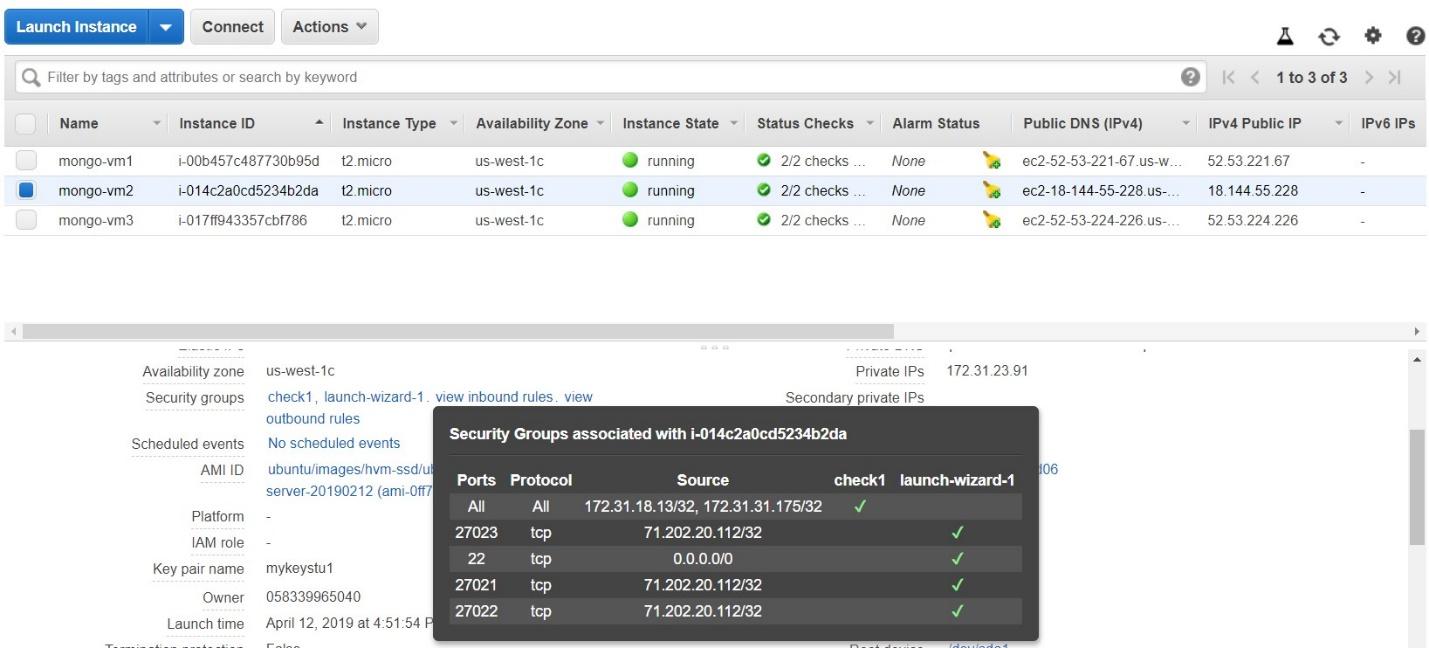 Launch Instance Connect Actions
Filter by tags and attributes or search by keyword 1 to 3 of 3
Name Instance ID Instance Type Availability Zone Instance State Status Checks Alarm Status Public DNS (IPv4) IPv4 Public IP IPv6 IPs
mongo-vm1 i-00b457c487730b95d t2.micro us-west-1c running 2/2 checks ... None ec2-52-53-221-67.us-w... 52.53.221.67 -
mongo-vm2 i-014c2a0cd5234b2da t2.micro us-west-1c running 2/2 checks ... None ec2-18-144-55-228.us-... 18.144.55.228 -
mongo-vm3 i-017ff943357cbf786 t2.micro us-west-1c running 2/2 checks ... None ec2-52-53-224-226.us-... 52.53.224.226 -
Availability zone us-west-1c Private IPs 172.31.23.91
Security groups check1, launch-wizard-1. view inbound rules. view Secondary private IPs
outbound rules
Security Groups associated with i-014c2a0cd5234b2da
Scheduled events No scheduled events
AMI ID ubuntu/images/hvm-ssd/u d06
server-20190212 (ami-0ff7
Ports Protocol Source check1 launch-wizard-1
All All 172.31.18.13/32, 172.31.31.175/32 ✓
27023 tcp 71.202.20.112/32 ✓
22 tcp 0.0.0.0/0 ✓
27021 tcp 71.202.20.112/32 ✓
27022 tcp 71.202.20.112/32 ✓
Platform -
IAM role -
Key pair name mykeystu1
Owner 058339965040
Launch time April 12, 2019 at 4:51:54 P